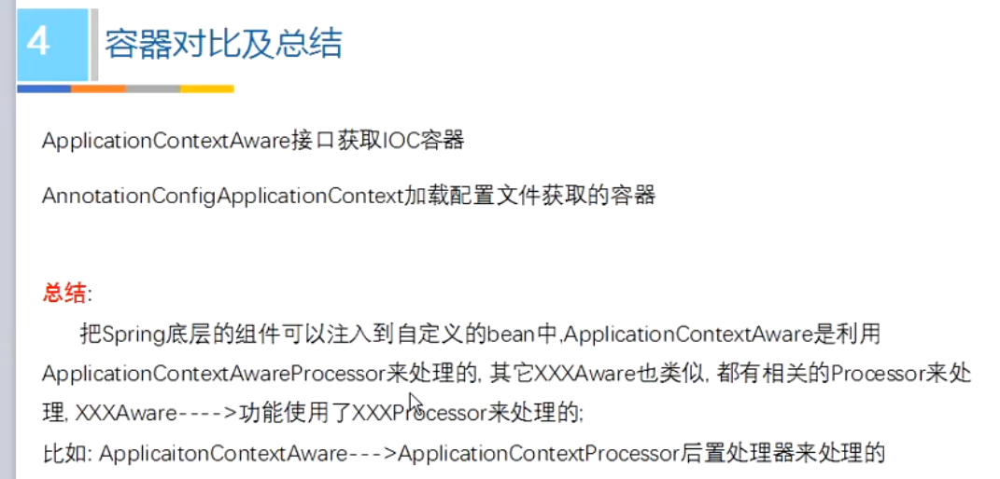 4
容器对比及总结
ApplicationContextAware接口获取IOC容器
AnnotationConfigApplicationContext加载配置文件获取的容器
总结:
把Spring底层的组件可以注入到自定义的bean中,ApplicationContextAware是利用
ApplicationContextAwareProcessor来处理的, 其它XXXAware也类似, 都有相关的Processor来处
理, XXXAware---->功能使用了XXXProcessor来处理的;
比如: ApplicaitonContextAware--->ApplicationContextProcessor后置处理器来处理的